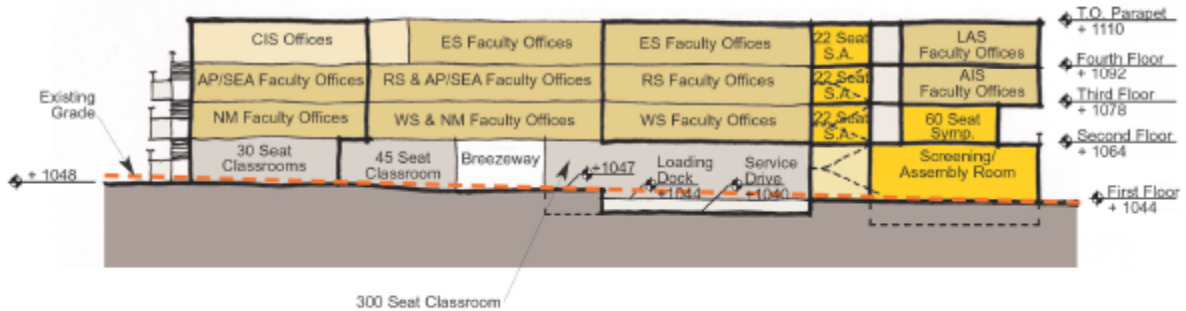 T.O. Parapet
+ 1110
CIS Offices
ES Faculty Offices
ES Faculty Offices
22 Seat
S.A.
LAS
Faculty Offices
Fourth Floor
+ 1092
AP/SEA Faculty Offices
RS & AP/SEA Faculty Offices
RS Faculty Offices
22 Seat
S.A.
AIS
Faculty Offices
Third Floor
+ 1078
Existing
Grade
NM Faculty Offices
WS & NM Faculty Offices
WS Faculty Offices
22 Seat
S.A.
60 Seat
Symp.
Second Floor
+ 1064
30 Seat
Classrooms
45 Seat
Classroom
Breezeway
+1047
Loading
Dock
+1044
Service
Drive
+1040
Screening/
Assembly Room
+ 1048
First Floor
+ 1044
300 Seat Classroom